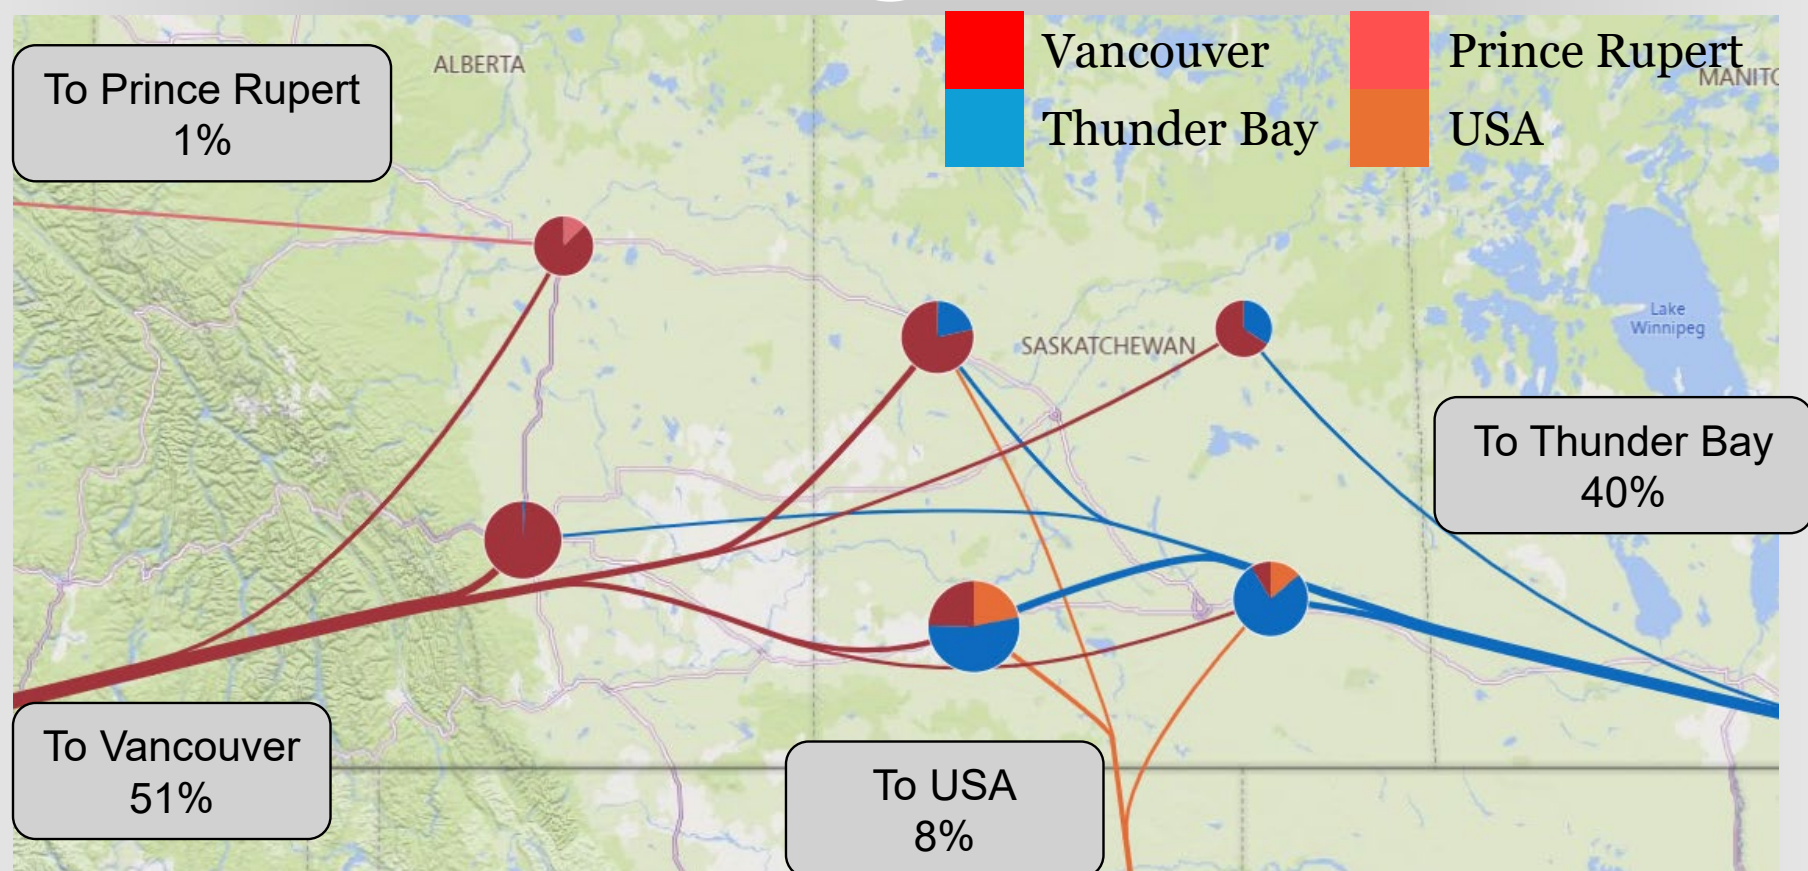 ALBERTA
Vancouver
Prince Rupert
Thunder Bay
USA
MANITO
To Prince Rupert
1%
Lake
Winnipeg
SASKATCHEWAN
To Thunder Bay
40%
To Vancouver
51%
To USA
8%